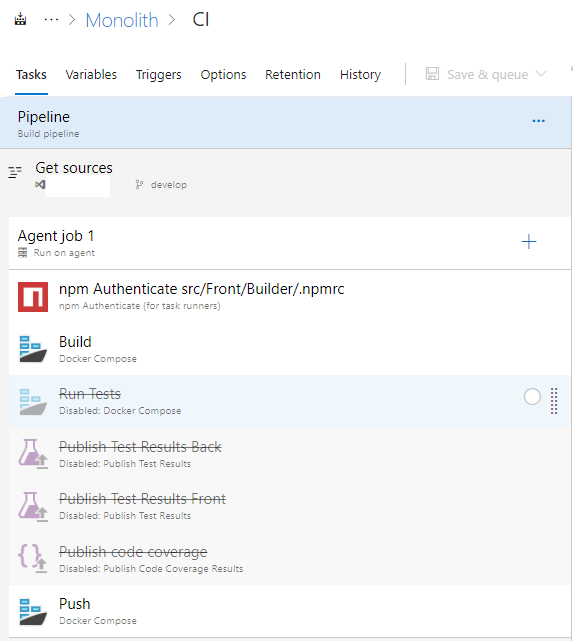 ··· > Monolith > CI
Tasks Variables Triggers Options Retention History Save & queue
Pipeline
Build pipeline
...
Get sources
develop
Agent job 1
Run on agent
npm Authenticate src/Front/Builder/.npmrc
npm Authenticate (for task runners)
Build
Docker Compose
Run Tests
Disabled: Docker Compose
Publish Test Results Back
Disabled: Publish Test Results
Publish Test Results Front
Disabled: Publish Test Results
Publish code coverage
Disabled: Publish Code Coverage Results
Push
Docker Compose